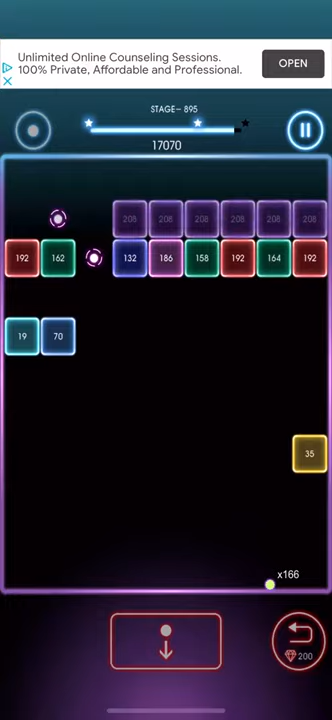 Unlimited Online Counseling Sessions.
100% Private, Affordable and Professional.
OPEN
STAGE- 895
17070
208 208 208 208 208 208
192 162 132 186 158 192 164 192
19 70
35
x166
200